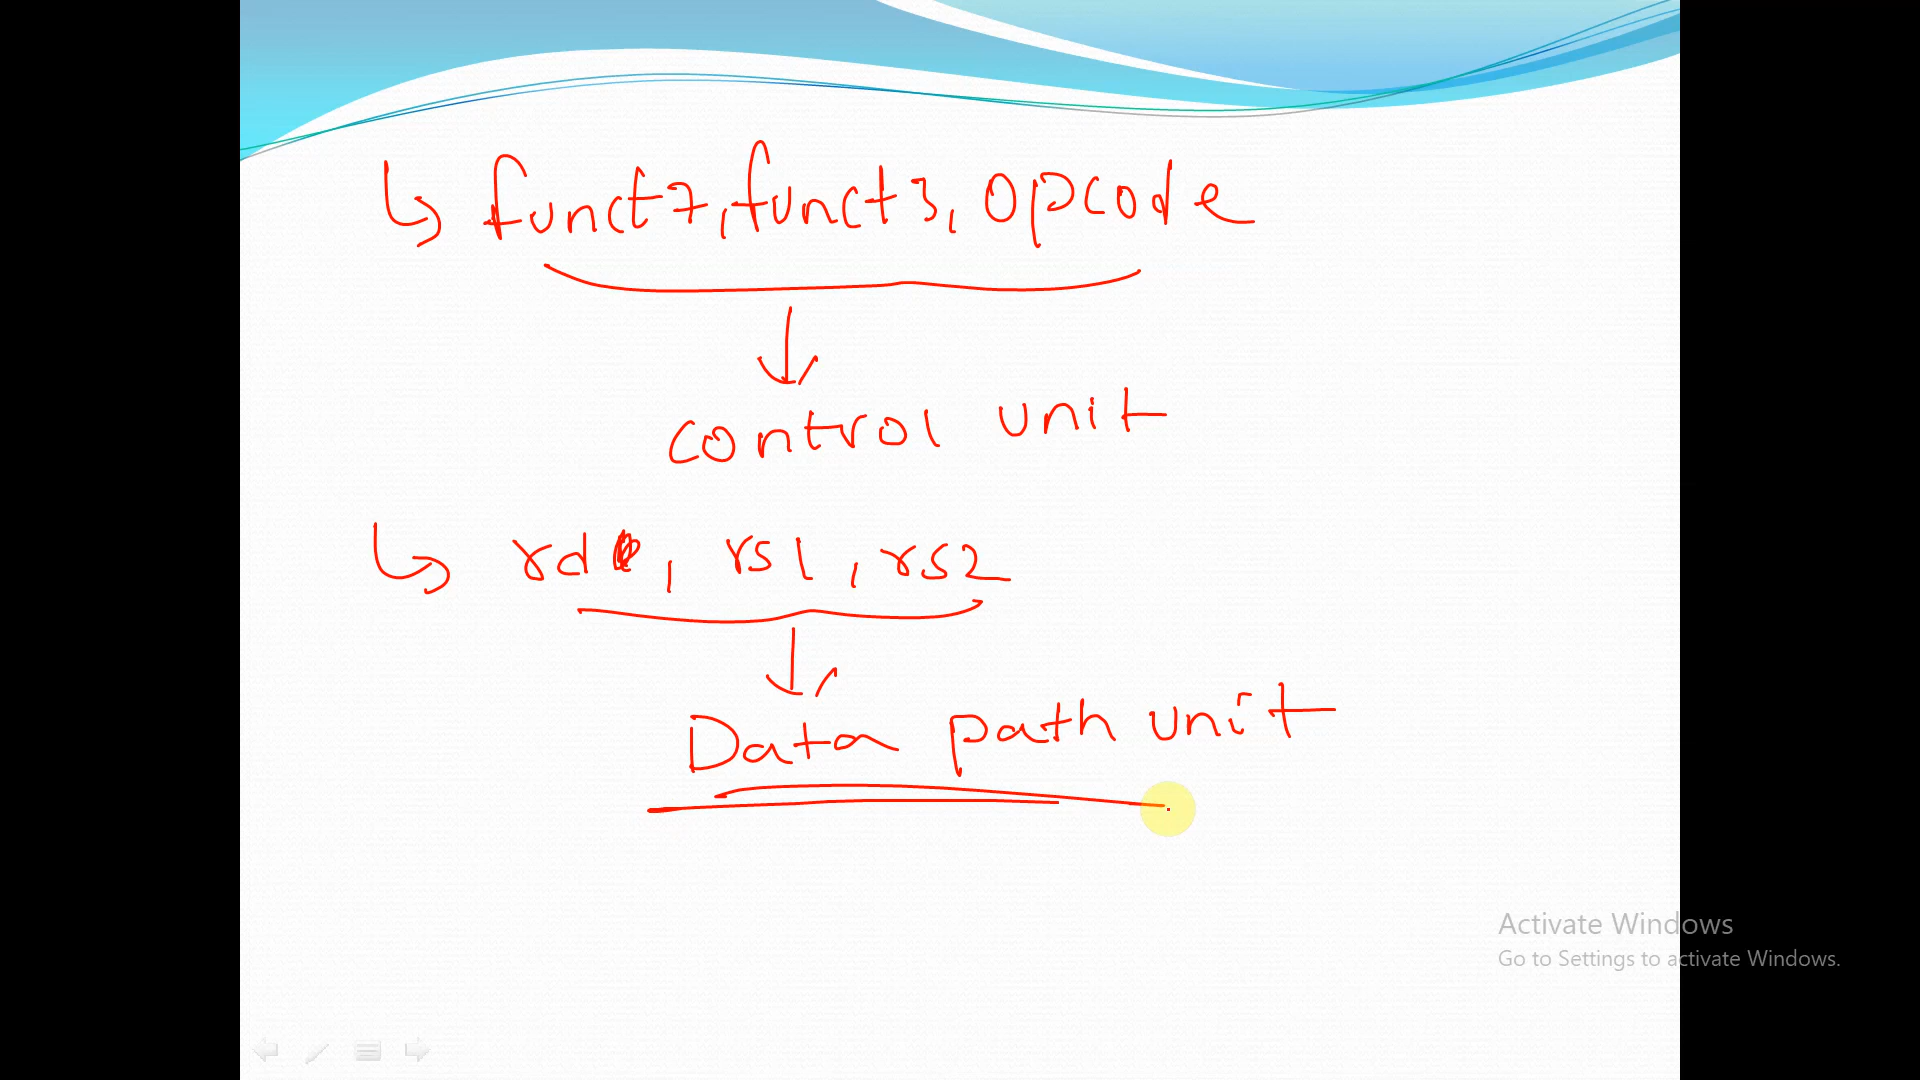 funct7, funct3, opcode
control unit
rd, rs1, rs2
Data path unit
Activate Windows
Go to Settings to activate Windows.